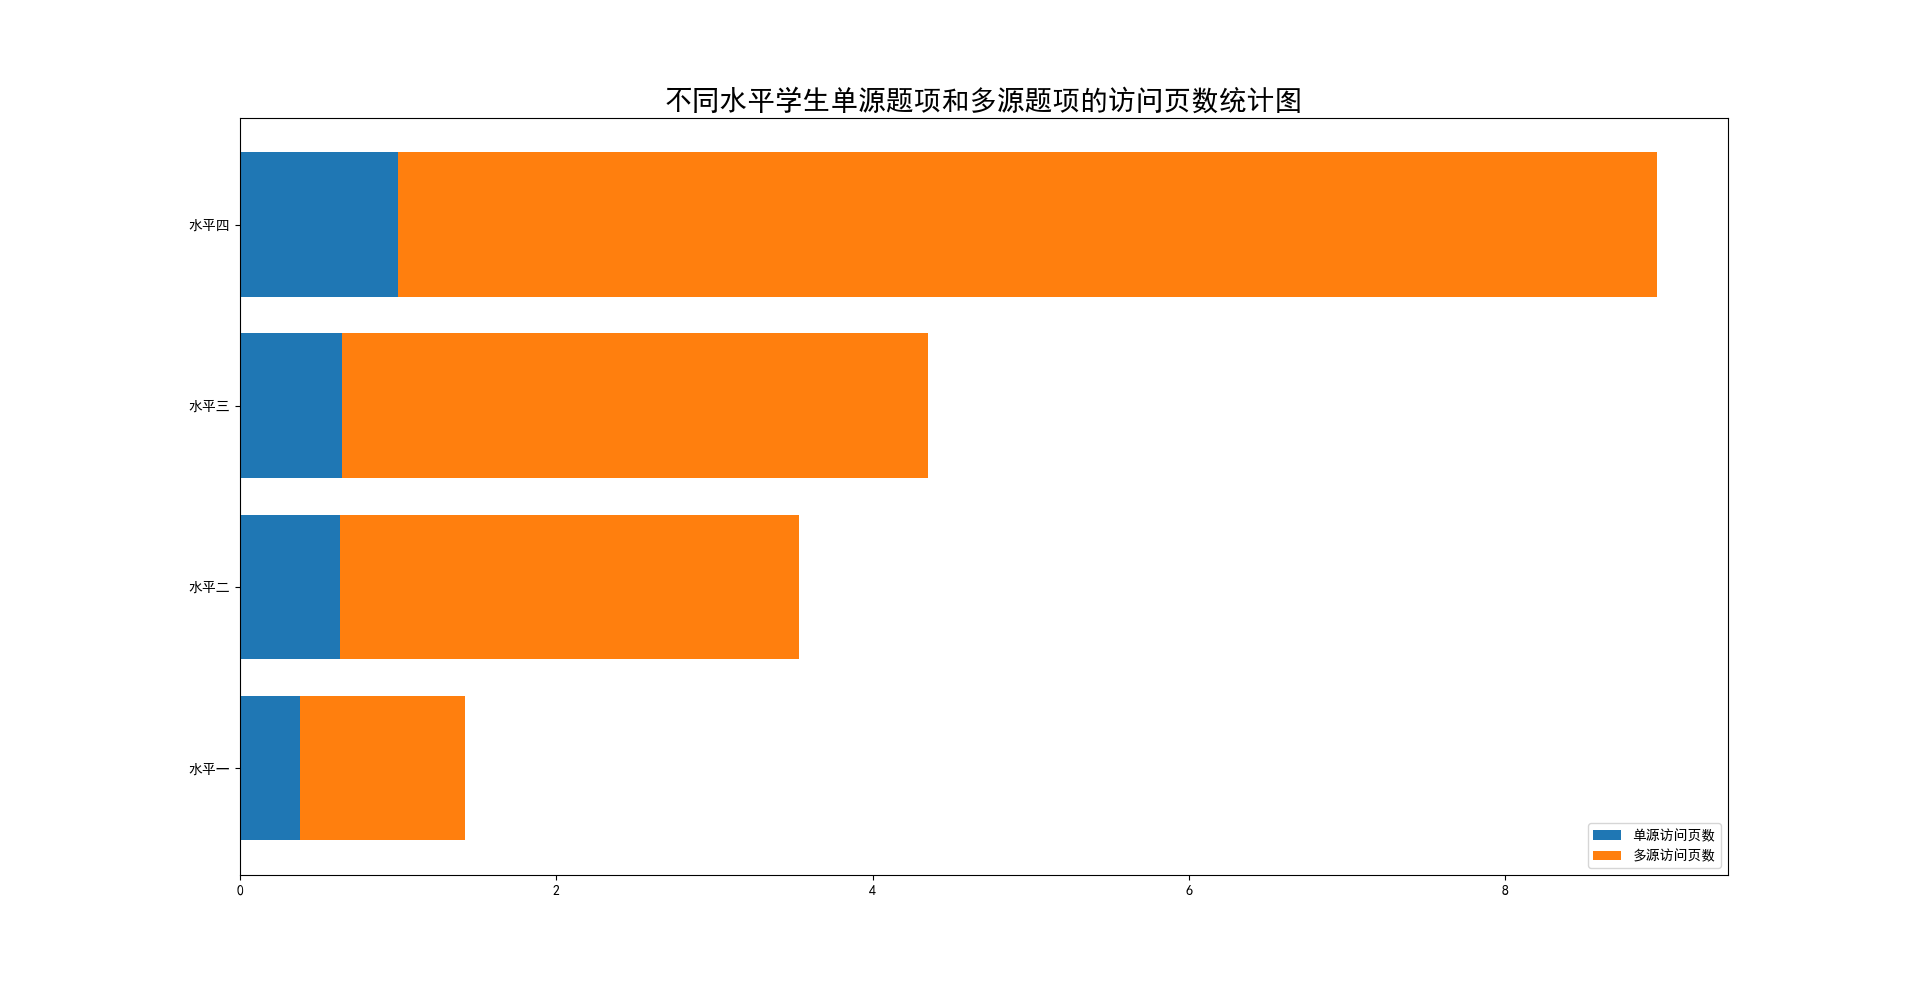 不同水平学生单源题项和多源题项的访问页数统计图
水平四
水平三
水平二
水平一
单源访问页数
多源访问页数
0 2 4 6 8